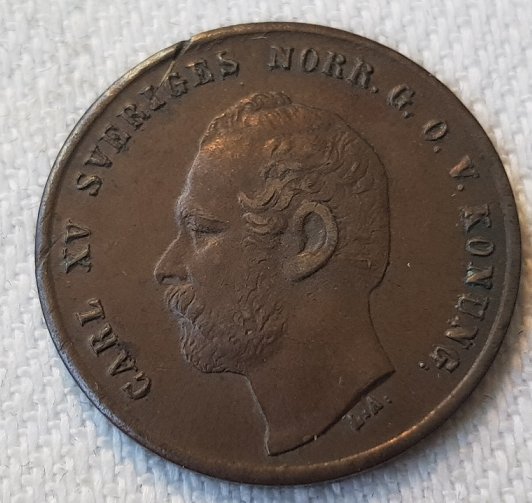 CARL XV SVERIGES NORR. G. O. V. KONUNG.
L.A.